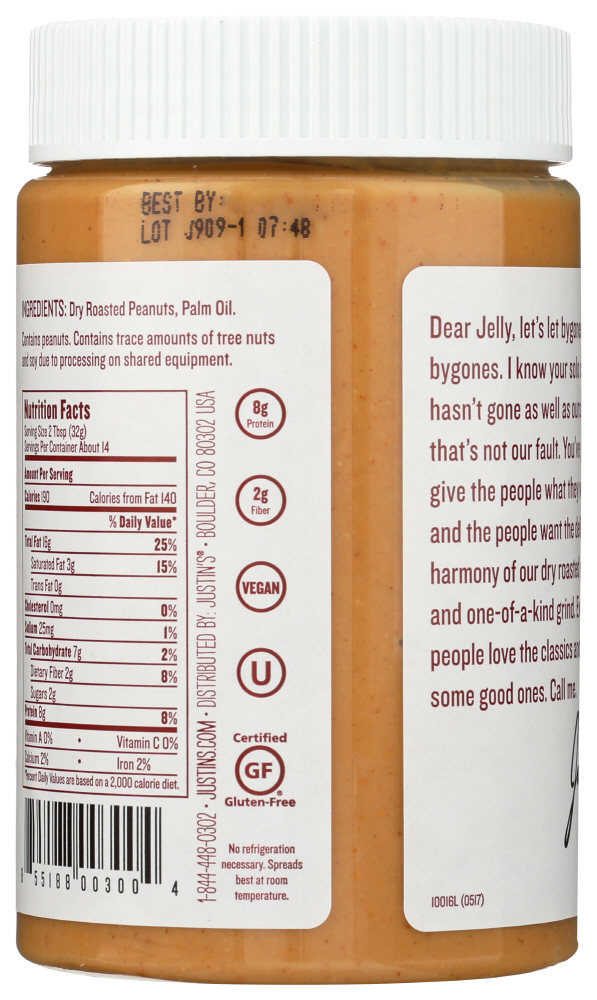 BEST BY:
LOT J909-1 07:48
INGREDIENTS: Dry Roasted Peanuts, Palm Oil.
Contains peanuts. Contains trace amounts of tree nuts
and soy due to processing on shared equipment.
Nutrition Facts
Serving Size 2 Tbsp (32g)
Servings Per Container About 14
Amount Per Serving
Calories 190 Calories from Fat 140
% Daily Value*
Total Fat 16g 25%
Saturated Fat 3g 15%
Trans Fat 0g
Cholesterol 0mg 0%
Sodium 25mg 1%
Total Carbohydrate 7g 2%
Dietary Fiber 2g 8%
Sugars 2g
Protein 8g 8%
Vitamin A 0% • Vitamin C 0%
Calcium 2% • Iron 2%
*Percent Daily Values are based on a 2,000 calorie diet.
55188 00300 4
1-844-448-0302 • JUSTINS.COM • DISTRIBUTED BY: JUSTIN'S® • BOULDER, CO 80302 USA
8g
Protein
2g
Fiber
VEGAN
U
Certified
GF
®
Gluten-Free
No refrigeration
necessary. Spreads
best at room
temperature.
Dear Jelly, let's let bygones
bygones. I know your solo
hasn't gone as well as ours
that's not our fault. You've
give the people what they
and the people want the
harmony of our dry roasted
and one-of-a-kind grind.
people love the classics
some good ones. Call me.
10016L (0517)